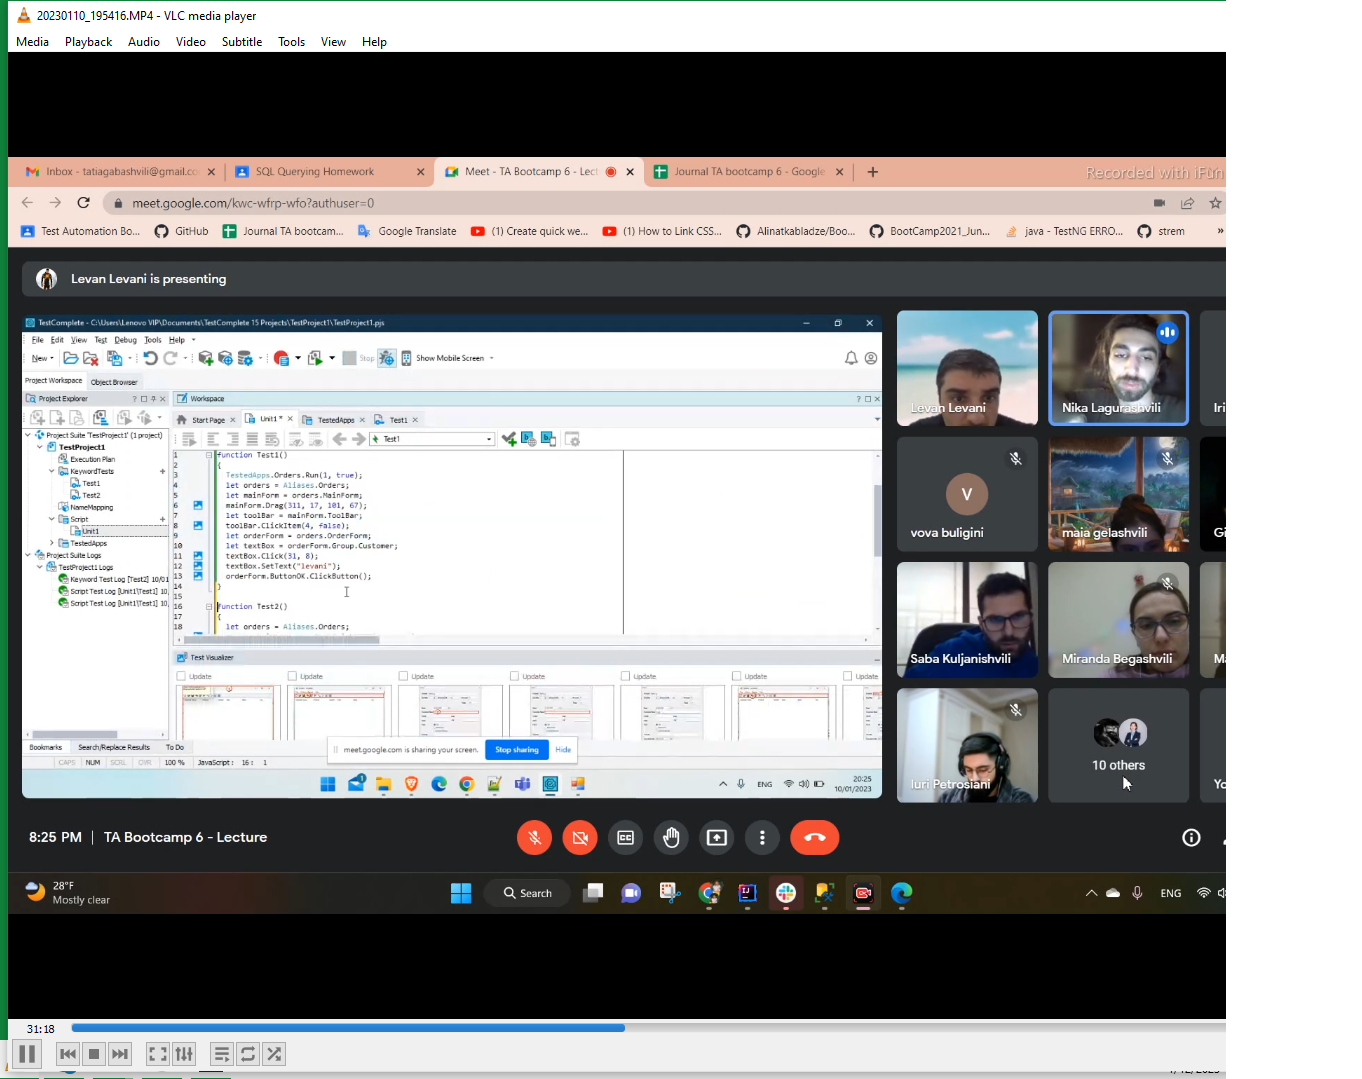 20230110_195416.MP4 - VLC media player
Media Playback Audio Video Subtitle Tools View Help
Inbox - tatiagabashvili@gmail.co
SQL Querying Homework
Meet - TA Bootcamp 6 - Lect
Journal TA bootcamp 6 - Google
Recorded with iFun
meet.google.com/kwc-wfrp-wfo?authuser=0
Test Automation Bo... GitHub Journal TA bootcam... Google Translate (1) Create quick we... (1) How to Link CSS... Alinatkabladze/Boo... BootCamp2021_Jun... java - TestNG ERRO... strem »
Levan Levani is presenting
TestComplete - C:\Users\Lenovo VIP\Documents\TestComplete 15 Projects\TestProject1\TestProject1.pjs
File Edit View Test Debug Tools Help
New Stop Show Mobile Screen
Project Workspace Object Browser
Project Explorer
Workspace
Start Page Unit1 * TestedApps Test1
Test1
Project Suite 'TestProject1' (1 project)
TestProject1
Execution Plan
KeywordTests
Test1
Test2
NameMapping
Script
Unit1
TestedApps
Project Suite Logs
TestProject1 Logs
Keyword Test Log [Test2] 10/01
Script Test Log [Unit1\Test1] 10
Script Test Log [Unit1\Test1] 10
1 function Test1()
2 {
3 TestedApps.Orders.Run(1, true);
4 let orders = Aliases.Orders;
5 let mainForm = orders.MainForm;
6 mainForm.Drag(311, 17, 101, 67);
7 let toolBar = mainForm.ToolBar;
8 toolBar.ClickItem(4, false);
9 let orderForm = orders.OrderForm;
10 let textBox = orderForm.Group.Customer;
11 textBox.Click(31, 8);
12 textBox.SetText("levani");
13 orderForm.ButtonOK.ClickButton();
14 }
15
16 function Test2()
17 {
18 let orders = Aliases.Orders;
Test Visualizer
Update Update Update Update Update Update Update
Bookmarks Search/Replace Results To Do
CAPS NUM SCRL OVR 100 % JavaScript: 16: 1
meet.google.com is sharing your screen. Stop sharing Hide
ENG
20:25
10/01/2023
Levan Levani
Nika Lagurashvili
Iri
V
vova buligini
maia gelashvili
Gi
Saba Kuljanishvili
Miranda Begashvili
Ma
Iuri Petrosiani
10 others
Yo
8:25 PM | TA Bootcamp 6 - Lecture
28°F
Mostly clear
Search
ENG
31:18